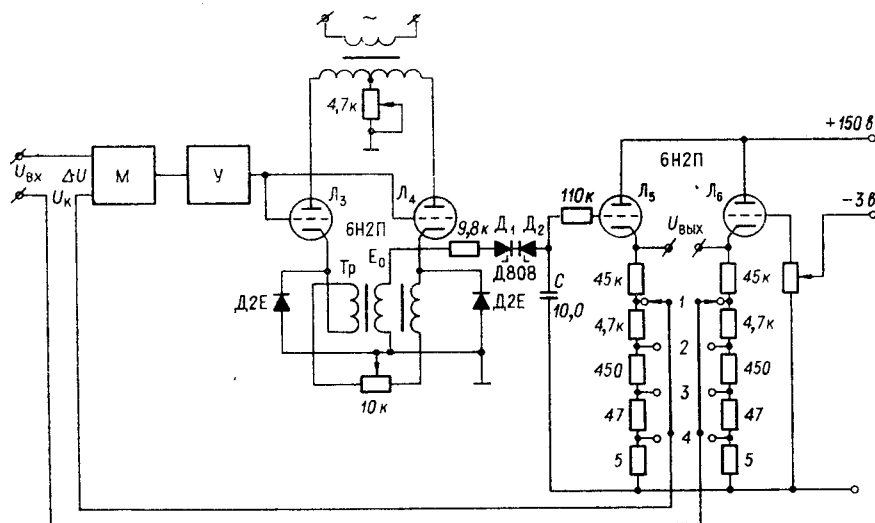 ~
4,7к
+150 в
6Н2П
Uвх
ΔU
Uк
М
У
Л3
Л4
110к
Л5
Л6
−3 в
6Н2П
9,8к
Д1
Д2
Uвых
Тр
E0
Д808
С
10,0
45к
45к
Д2Е
Д2Е
1
4,7к
4,7к
2
450
450
10к
3
47
47
4
5
5